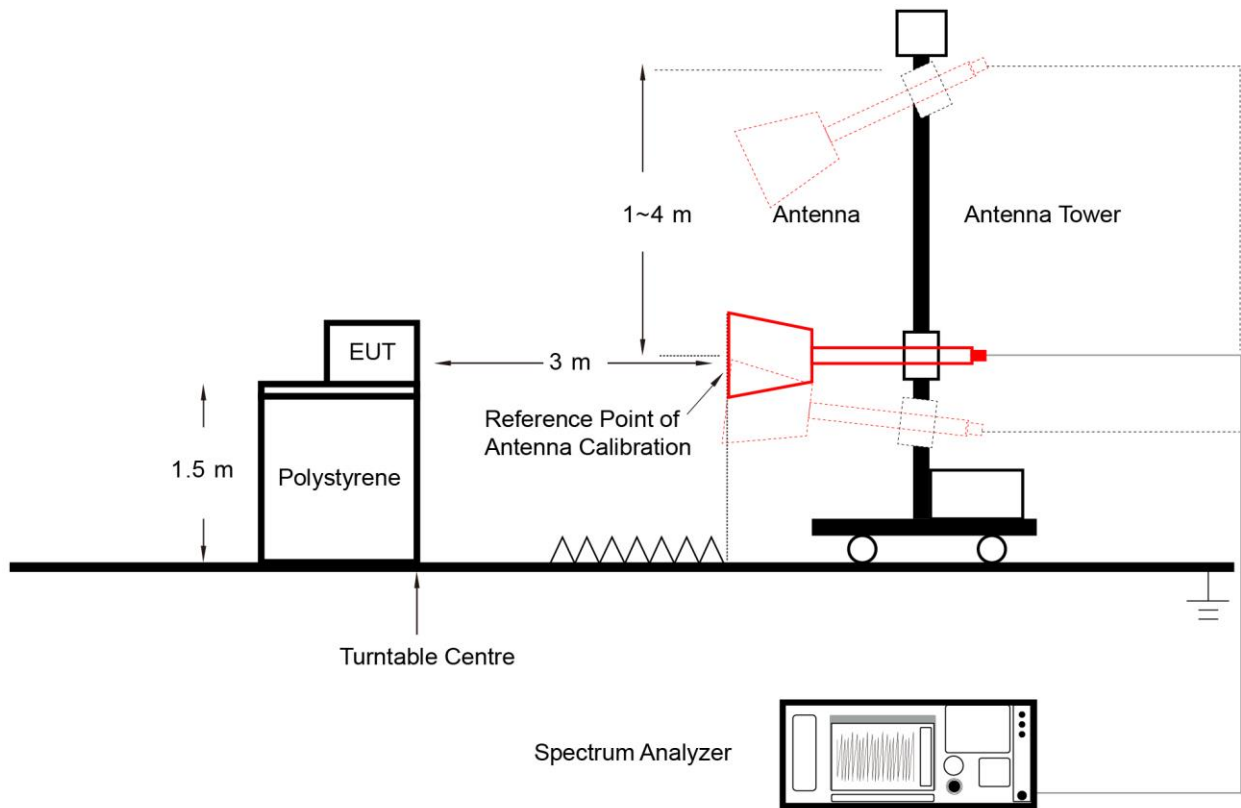 1~4 m
Antenna
Antenna Tower
EUT
3 m
Reference Point of
Antenna Calibration
1.5 m
Polystyrene
Turntable Centre
Spectrum Analyzer